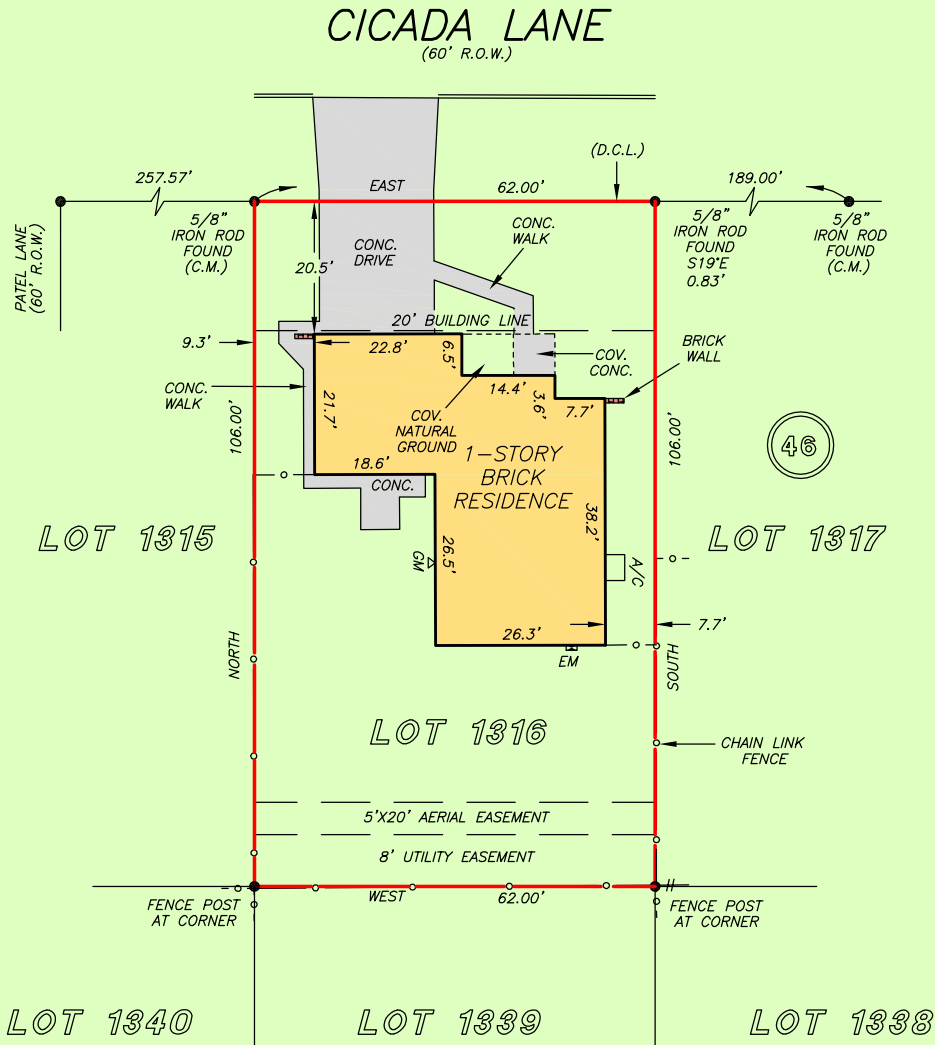 CICADA LANE
(60' R.O.W.)
(D.C.L.)
257.57'
EAST
62.00'
189.00'
5/8"
IRON ROD
FOUND
(C.M.)
5/8"
IRON ROD
FOUND
S19°E
0.83'
5/8"
IRON ROD
FOUND
(C.M.)
PATEL LANE
(60' R.O.W.)
CONC.
WALK
CONC.
DRIVE
20.5'
20' BUILDING LINE
9.3'
22.8'
6.5'
COV.
CONC.
BRICK
WALL
CONC.
WALK
21.7'
14.4'
3.6'
7.7'
COV.
NATURAL
GROUND
106.00'
106.00'
46
1-STORY
BRICK
RESIDENCE
18.6'
CONC.
38.2'
LOT 1315
LOT 1317
26.5'
GM
A/C
26.3'
7.7'
EM
NORTH
SOUTH
LOT 1316
CHAIN LINK
FENCE
5'X20' AERIAL EASEMENT
8' UTILITY EASEMENT
WEST
62.00'
FENCE POST
AT CORNER
FENCE POST
AT CORNER
LOT 1340
LOT 1339
LOT 1338